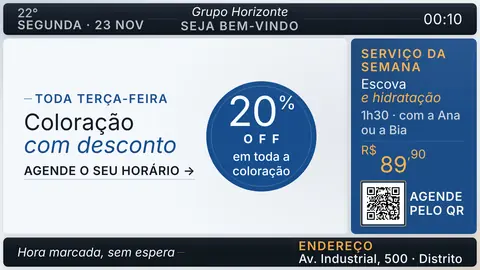 22°
SEGUNDA · 23 NOV
Grupo Horizonte
SEJA BEM-VINDO
00:10
TODA TERÇA-FEIRA
Coloração
com desconto
AGENDE O SEU HORÁRIO →
20%
OFF
em toda a
coloração
SERVIÇO DA
SEMANA
Escova
e hidratação
1h30 · com a Ana
ou a Bia
R$ 89,90
AGENDE
PELO QR
Hora marcada, sem espera
ENDEREÇO
Av. Industrial, 500 · Distrito